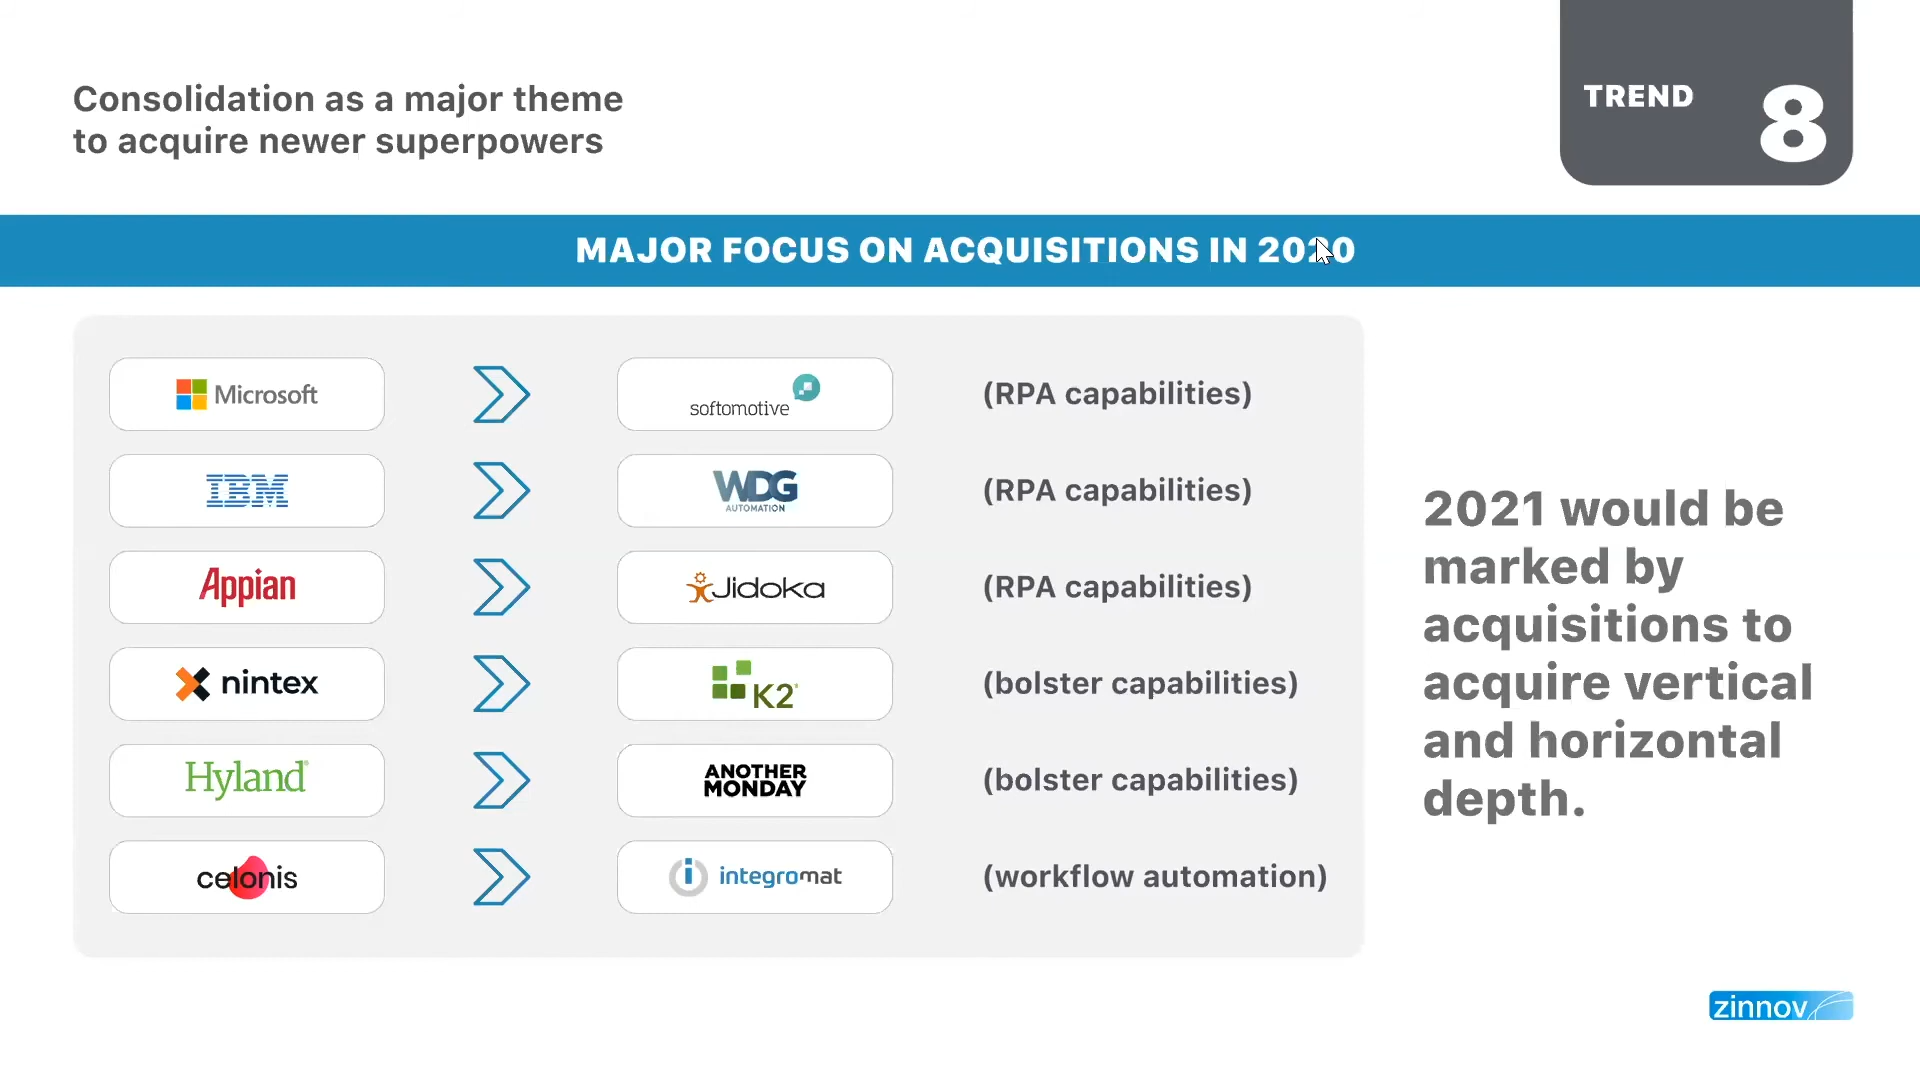 Consolidation as a major theme
to acquire newer superpowers
TREND 8
MAJOR FOCUS ON ACQUISITIONS IN 2020
Microsoft softomotive (RPA capabilities)
IBM WDG AUTOMATION (RPA capabilities)
Appian Jidoka (RPA capabilities)
nintex K2 (bolster capabilities)
Hyland ANOTHER MONDAY (bolster capabilities)
celonis integromat (workflow automation)
2021 would be
marked by
acquisitions to
acquire vertical
and horizontal
depth.
zinnov